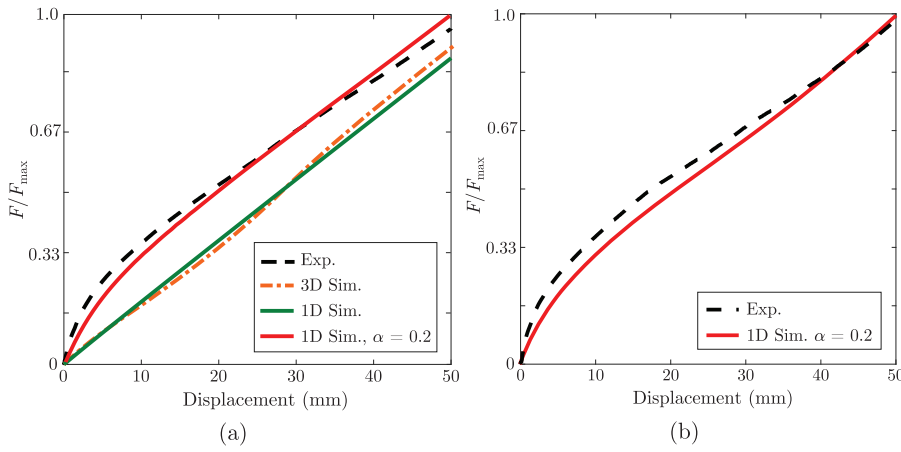 1.0
0.67
0.33
0
F/F_max
0 10 20 30 40 50
Displacement (mm)
Exp.
3D Sim.
1D Sim.
1D Sim., α = 0.2
(a)
1.0
0.67
0.33
0
F/F_max
0 10 20 30 40 50
Displacement (mm)
Exp.
1D Sim. α = 0.2
(b)